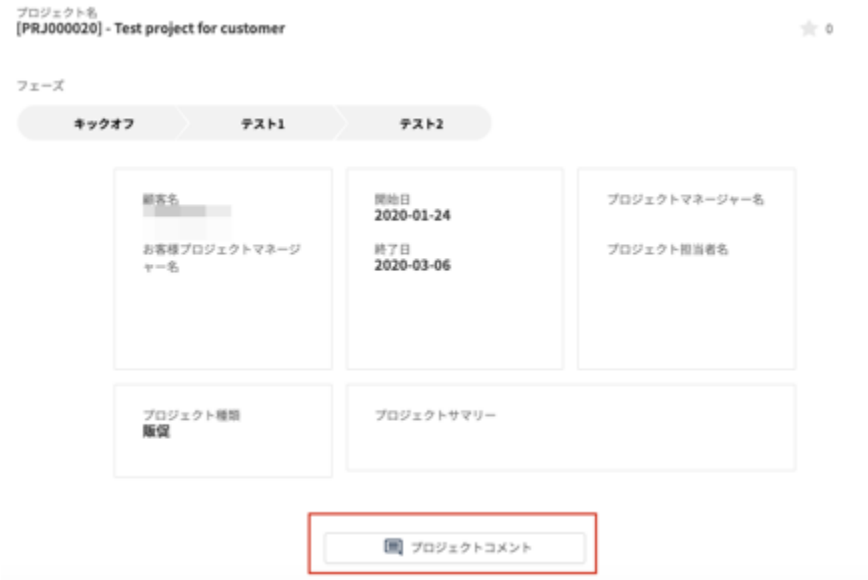 プロジェクト名
[PRJ000020] - Test project for customer
0
フェーズ
キックオフ
テスト1
テスト2
顧客名
お客様プロジェクトマネージ
ャー名
開始日
2020-01-24
終了日
2020-03-06
プロジェクトマネージャー名
プロジェクト担当者名
プロジェクト種類
販促
プロジェクトサマリー
プロジェクトコメント